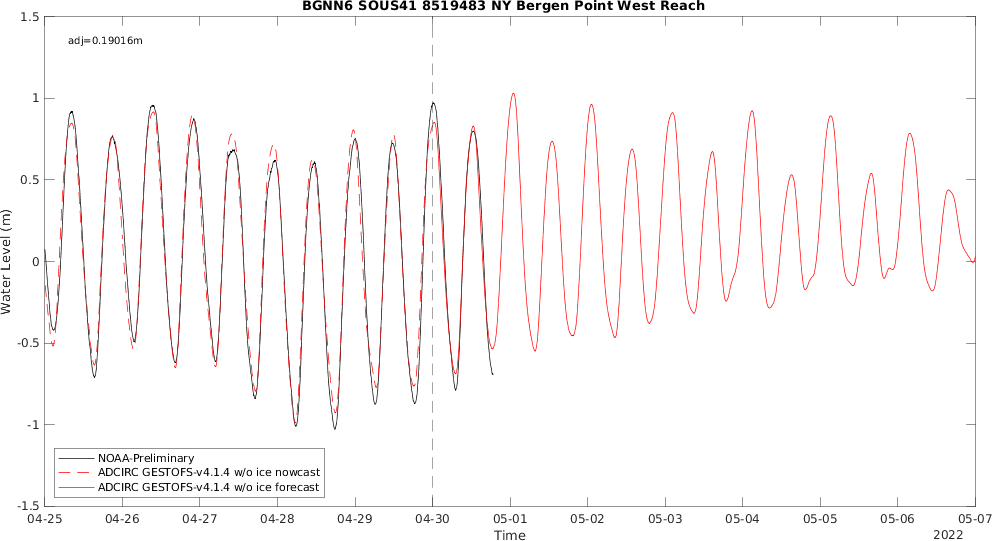 BGNN6 SOUS41 8519483 NY Bergen Point West Reach
adj=0.19016m
1.5
1
0.5
0
-0.5
-1
-1.5
Water Level (m)
NOAA-Preliminary
ADCIRC GESTOFS-v4.1.4 w/o ice nowcast
ADCIRC GESTOFS-v4.1.4 w/o ice forecast
04-25 04-26 04-27 04-28 04-29 04-30 05-01 05-02 05-03 05-04 05-05 05-06 05-07
Time
2022